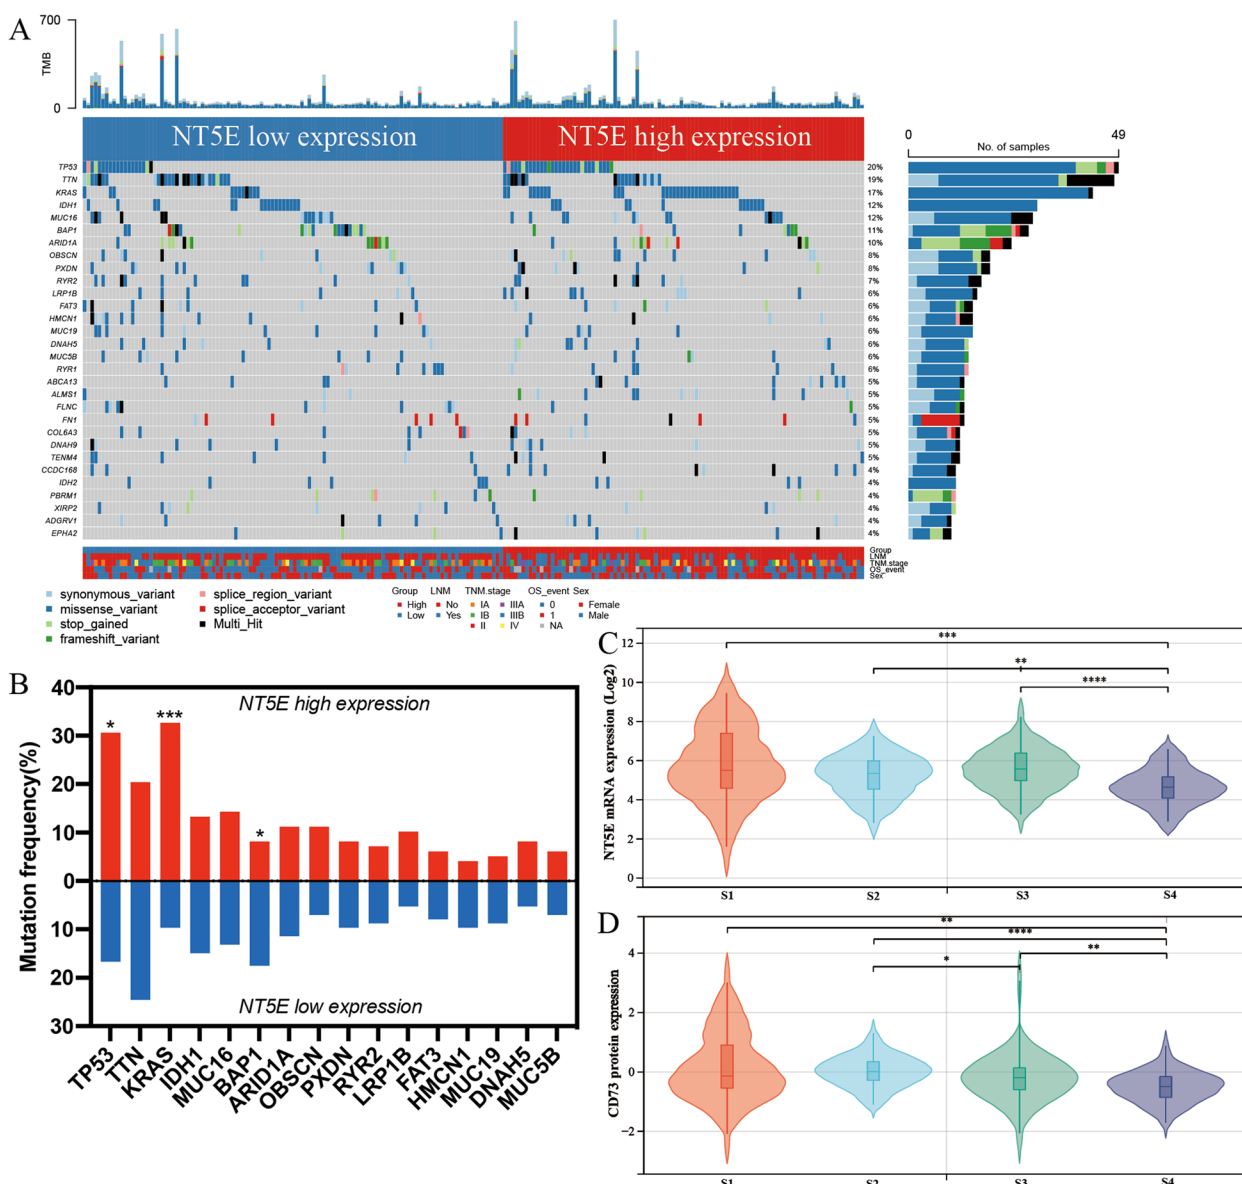 A
700
TMB
0
NT5E low expression
NT5E high expression
0
49
No. of samples
TP53
20%
TTN
19%
KRAS
17%
IDH1
12%
MUC16
12%
BAP1
11%
ARID1A
10%
OBSCN
8%
PXDN
8%
RYR2
7%
LRP1B
6%
FAT3
6%
HMCN1
6%
MUC19
6%
DNAH5
6%
MUC5B
6%
RYR1
6%
ABCA13
5%
ALMS1
5%
FLNC
5%
FN1
5%
COL6A3
5%
DNAH9
5%
TENM4
5%
CCDC168
4%
IDH2
4%
PBRM1
4%
XIRP2
4%
ADGRV1
4%
EPHA2
4%
Group
LNM
TNM.stage
OS_event
Sex
synonymous_variant
missense_variant
stop_gained
frameshift_variant
splice_region_variant
splice_acceptor_variant
Multi_Hit
Group
High
Low
LNM
No
Yes
TNM.stage
IA
IB
II
IIIA
IIIB
IV
OS_event
0
1
NA
Sex
Female
Male
B
Mutation frequency(%)
40
30
20
10
0
10
20
30
NT5E high expression
* *** *
NT5E low expression
TP53
TTN
KRAS
IDH1
MUC16
BAP1
ARID1A
OBSCN
PXDN
RYR2
LRP1B
FAT3
HMCN1
MUC19
DNAH5
MUC5B
C
NT5E mRNA expression (Log2)
12
10
8
6
4
2
0
***
**
****
S1
S2
S3
S4
D
CD73 protein expression
4
2
0
−2
**
****
*
**
S1
S2
S3
S4